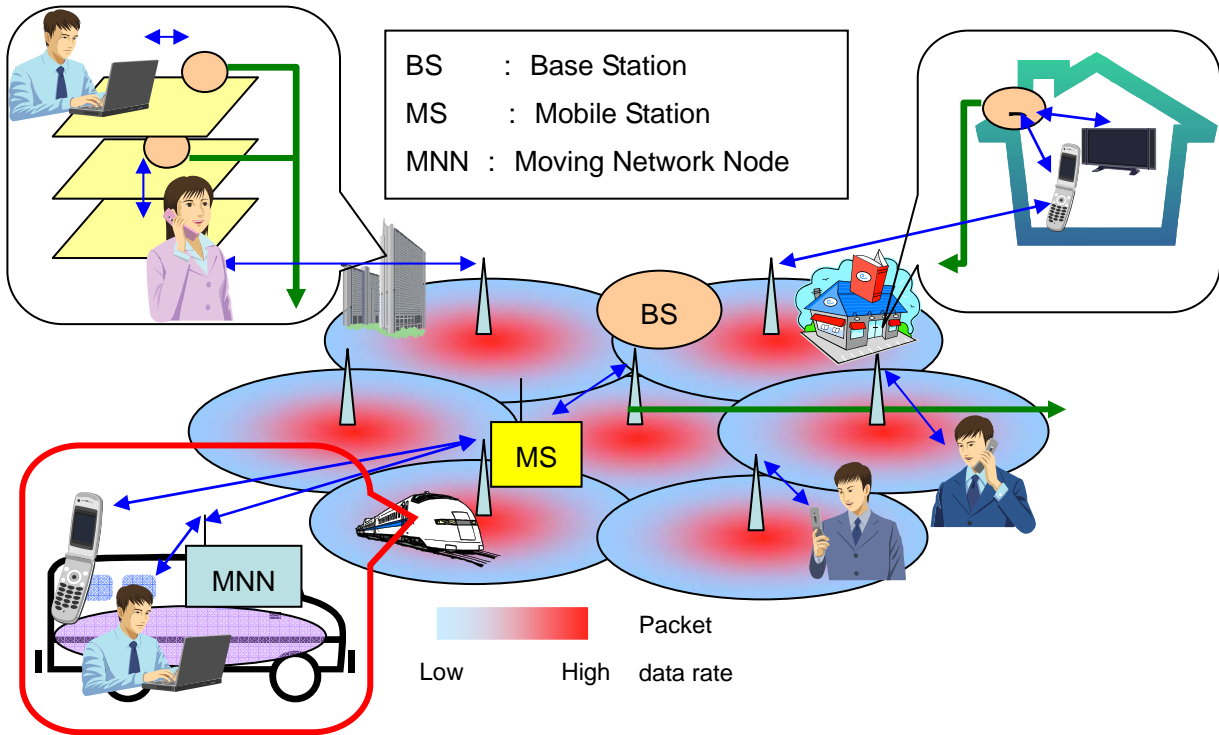 BS : Base Station
MS : Mobile Station
MNN : Moving Network Node
BS
MS
MNN
Packet
Low High data rate